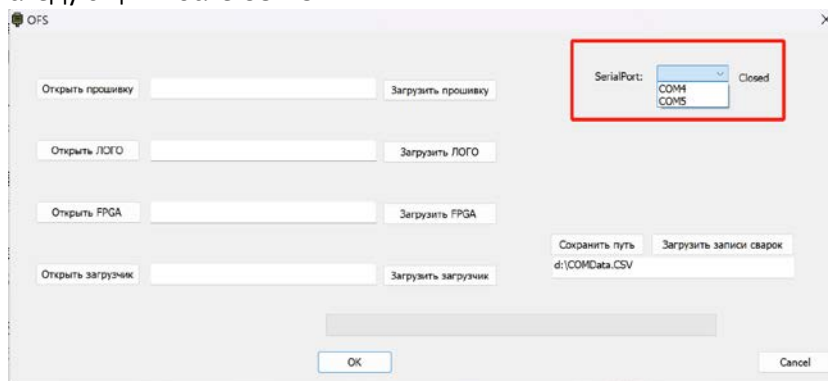 OFS
SerialPort: Closed
COM4
COM5
Открыть прошивку Загрузить прошивку
Открыть ЛОГО Загрузить ЛОГО
Открыть FPGA Загрузить FPGA
Сохранить путь Загрузить записи сварок
d:\COMData.CSV
Открыть загрузчик Загрузить загрузчик
OK Cancel